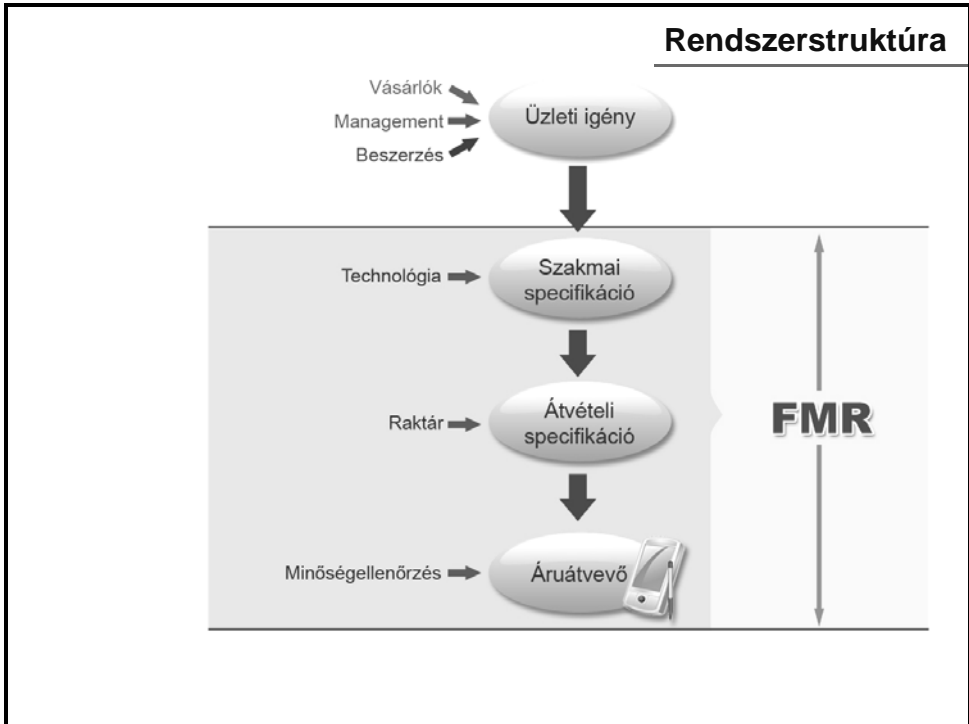 Rendszerstruktúra
Vásárlók
Management
Beszerzés
Üzleti igény
Technológia
Szakmai
specifikáció
Raktár
Átvételi
specifikáció
FMR
Minőségellenőrzés
Áruátvevő